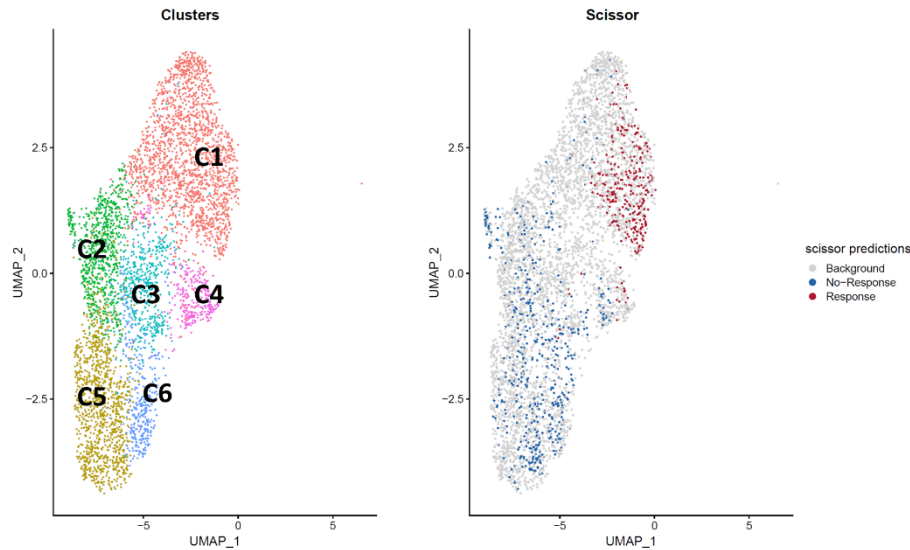 Clusters
2.5
0.0
−2.5
UMAP_2
−5
0
5
UMAP_1
C1
C2
C3
C4
C5
C6
Scissor
2.5
0.0
−2.5
UMAP_2
−5
0
5
UMAP_1
scissor predictions
Background
No−Response
Response